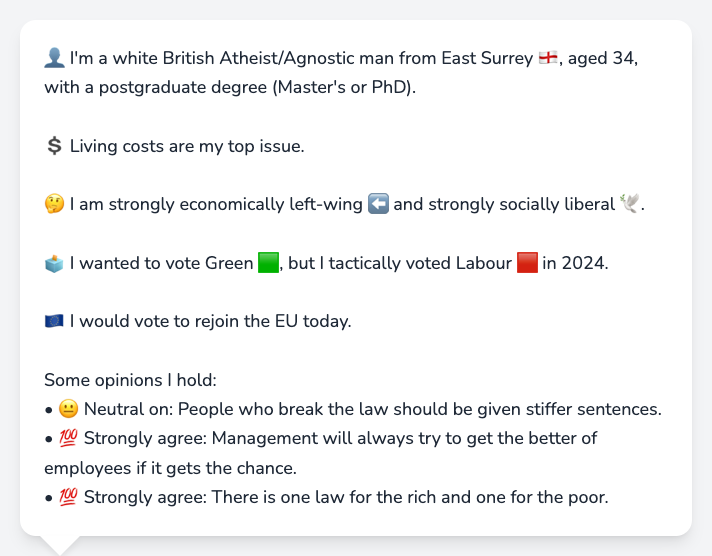 👤 I'm a white British Atheist/Agnostic man from East Surrey 🏴󠁧󠁢󠁥󠁮󠁧󠁿, aged 34,
with a postgraduate degree (Master's or PhD).
💲 Living costs are my top issue.
🤔 I am strongly economically left-wing ⬅️ and strongly socially liberal 🕊️.
🗳️ I wanted to vote Green 🟩, but I tactically voted Labour 🟥 in 2024.
🇪🇺 I would vote to rejoin the EU today.
Some opinions I hold:
• 😐 Neutral on: People who break the law should be given stiffer sentences.
• 💯 Strongly agree: Management will always try to get the better of
employees if it gets the chance.
• 💯 Strongly agree: There is one law for the rich and one for the poor.